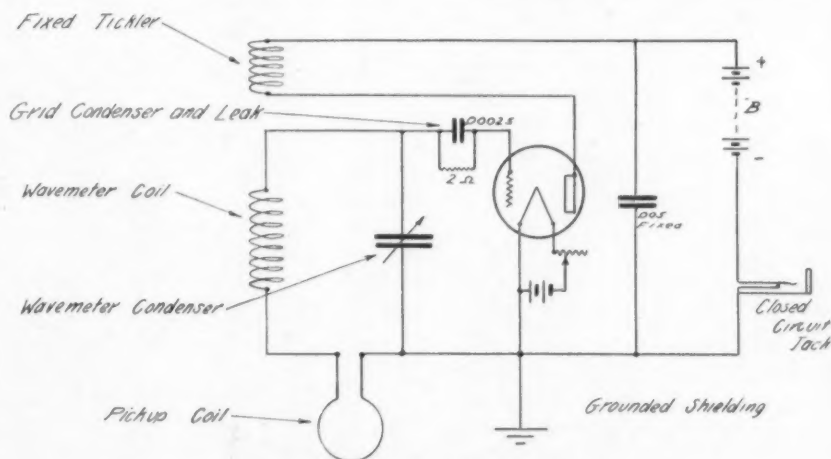 Fixed Tickler
+
Grid Condenser and Leak
.00025
B
2 Ω
Wavemeter Coil
-
.005
Fixed
Wavemeter Condenser
Closed
Circuit
Jack
Pickup Coil
Grounded Shielding